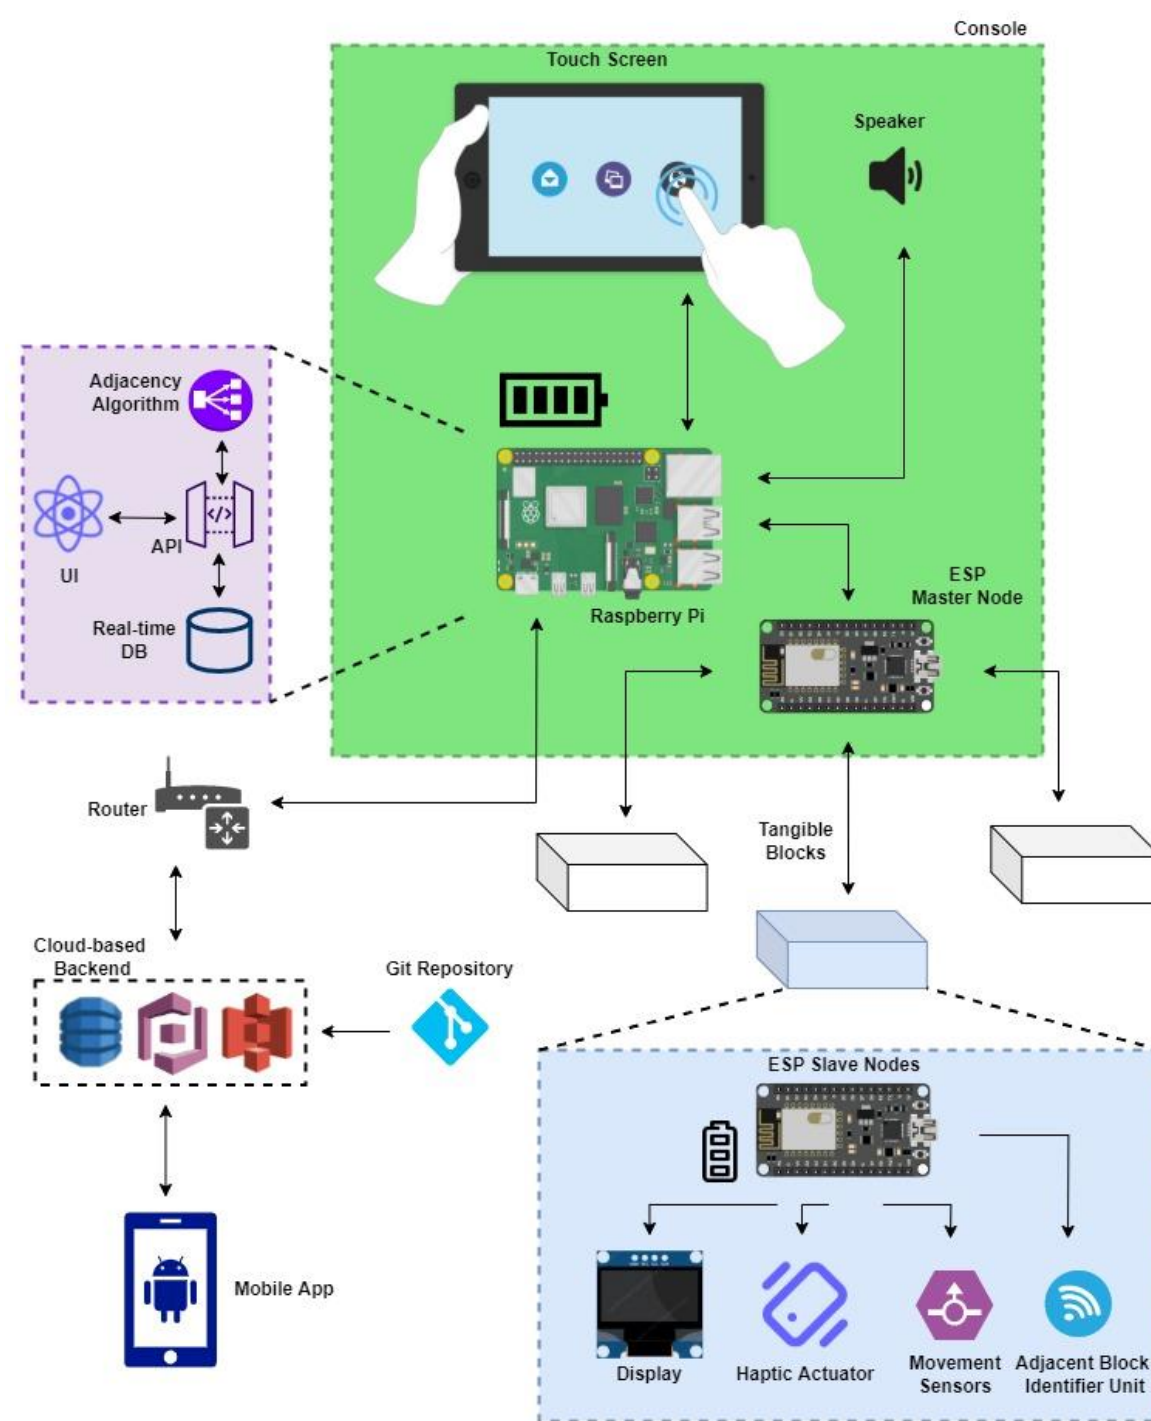 Console
Touch Screen
Speaker
Adjacency
Algorithm
</>
API
UI
Real-time
DB
Raspberry Pi
ESP
Master Node
Router
Tangible
Blocks
Cloud-based
Backend
Git Repository
ESP Slave Nodes
Mobile App
Display
Haptic Actuator
Movement
Sensors
Adjacent Block
Identifier Unit